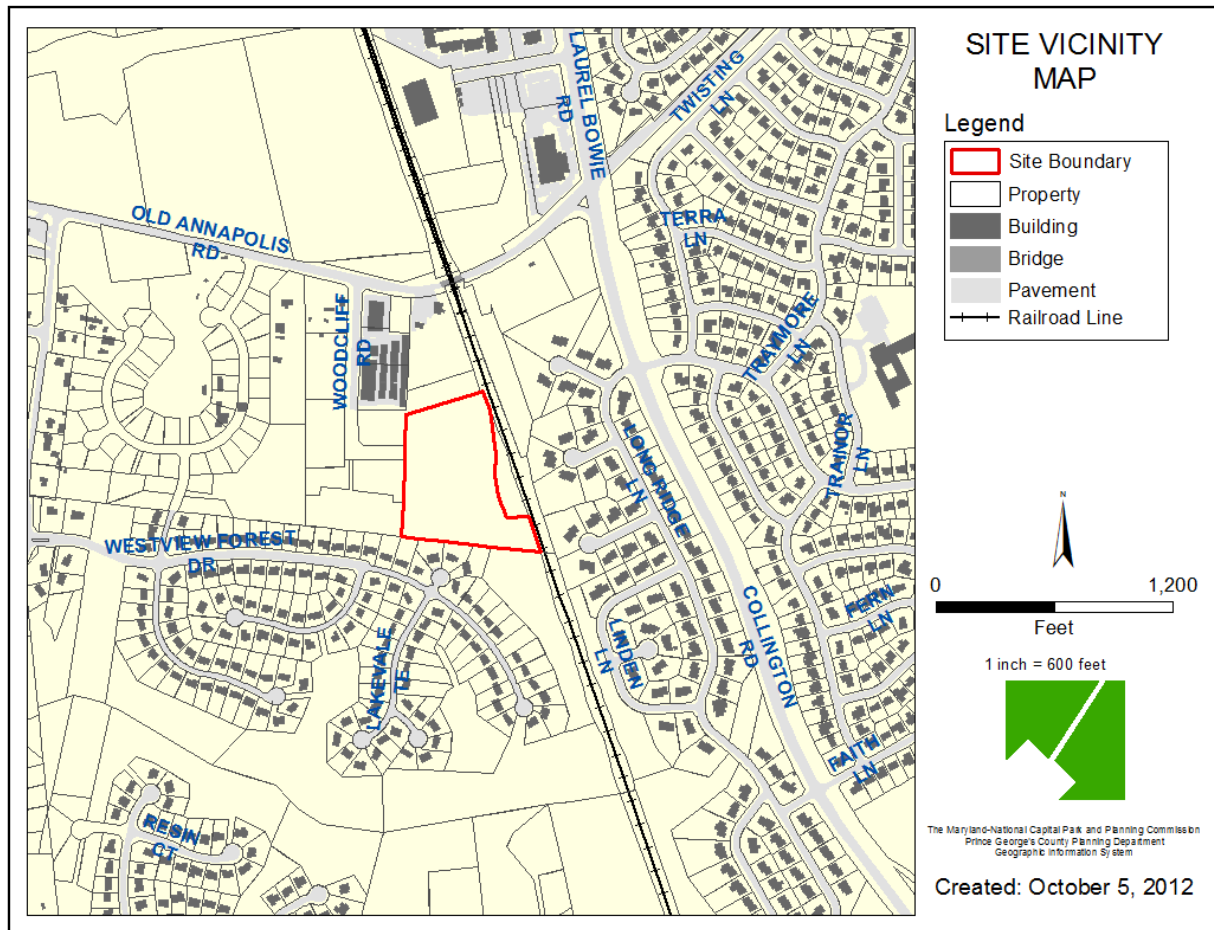 SITE VICINITY
MAP
Legend
Site Boundary
Property
Building
Bridge
Pavement
Railroad Line
LAUREL BOWIE
RD
TWISTING
LN
OLD ANNAPOLIS
RD
TERRA
LN
WOODCLIFF
RD
TRAYMORE
LN
LONG RIDGE
LN
TRAINOR
LN
WESTVIEW FOREST
DR
LAKEVALE
TE
LINDEN
LN
COLLINGTON
RD
FERN
LN
FAITH
LN
RESIN
CT
N
0 1,200
Feet
1 inch = 600 feet
The Maryland-National Capital Park and Planning Commission
Prince George's County Planning Department
Geographic Information System
Created: October 5, 2012